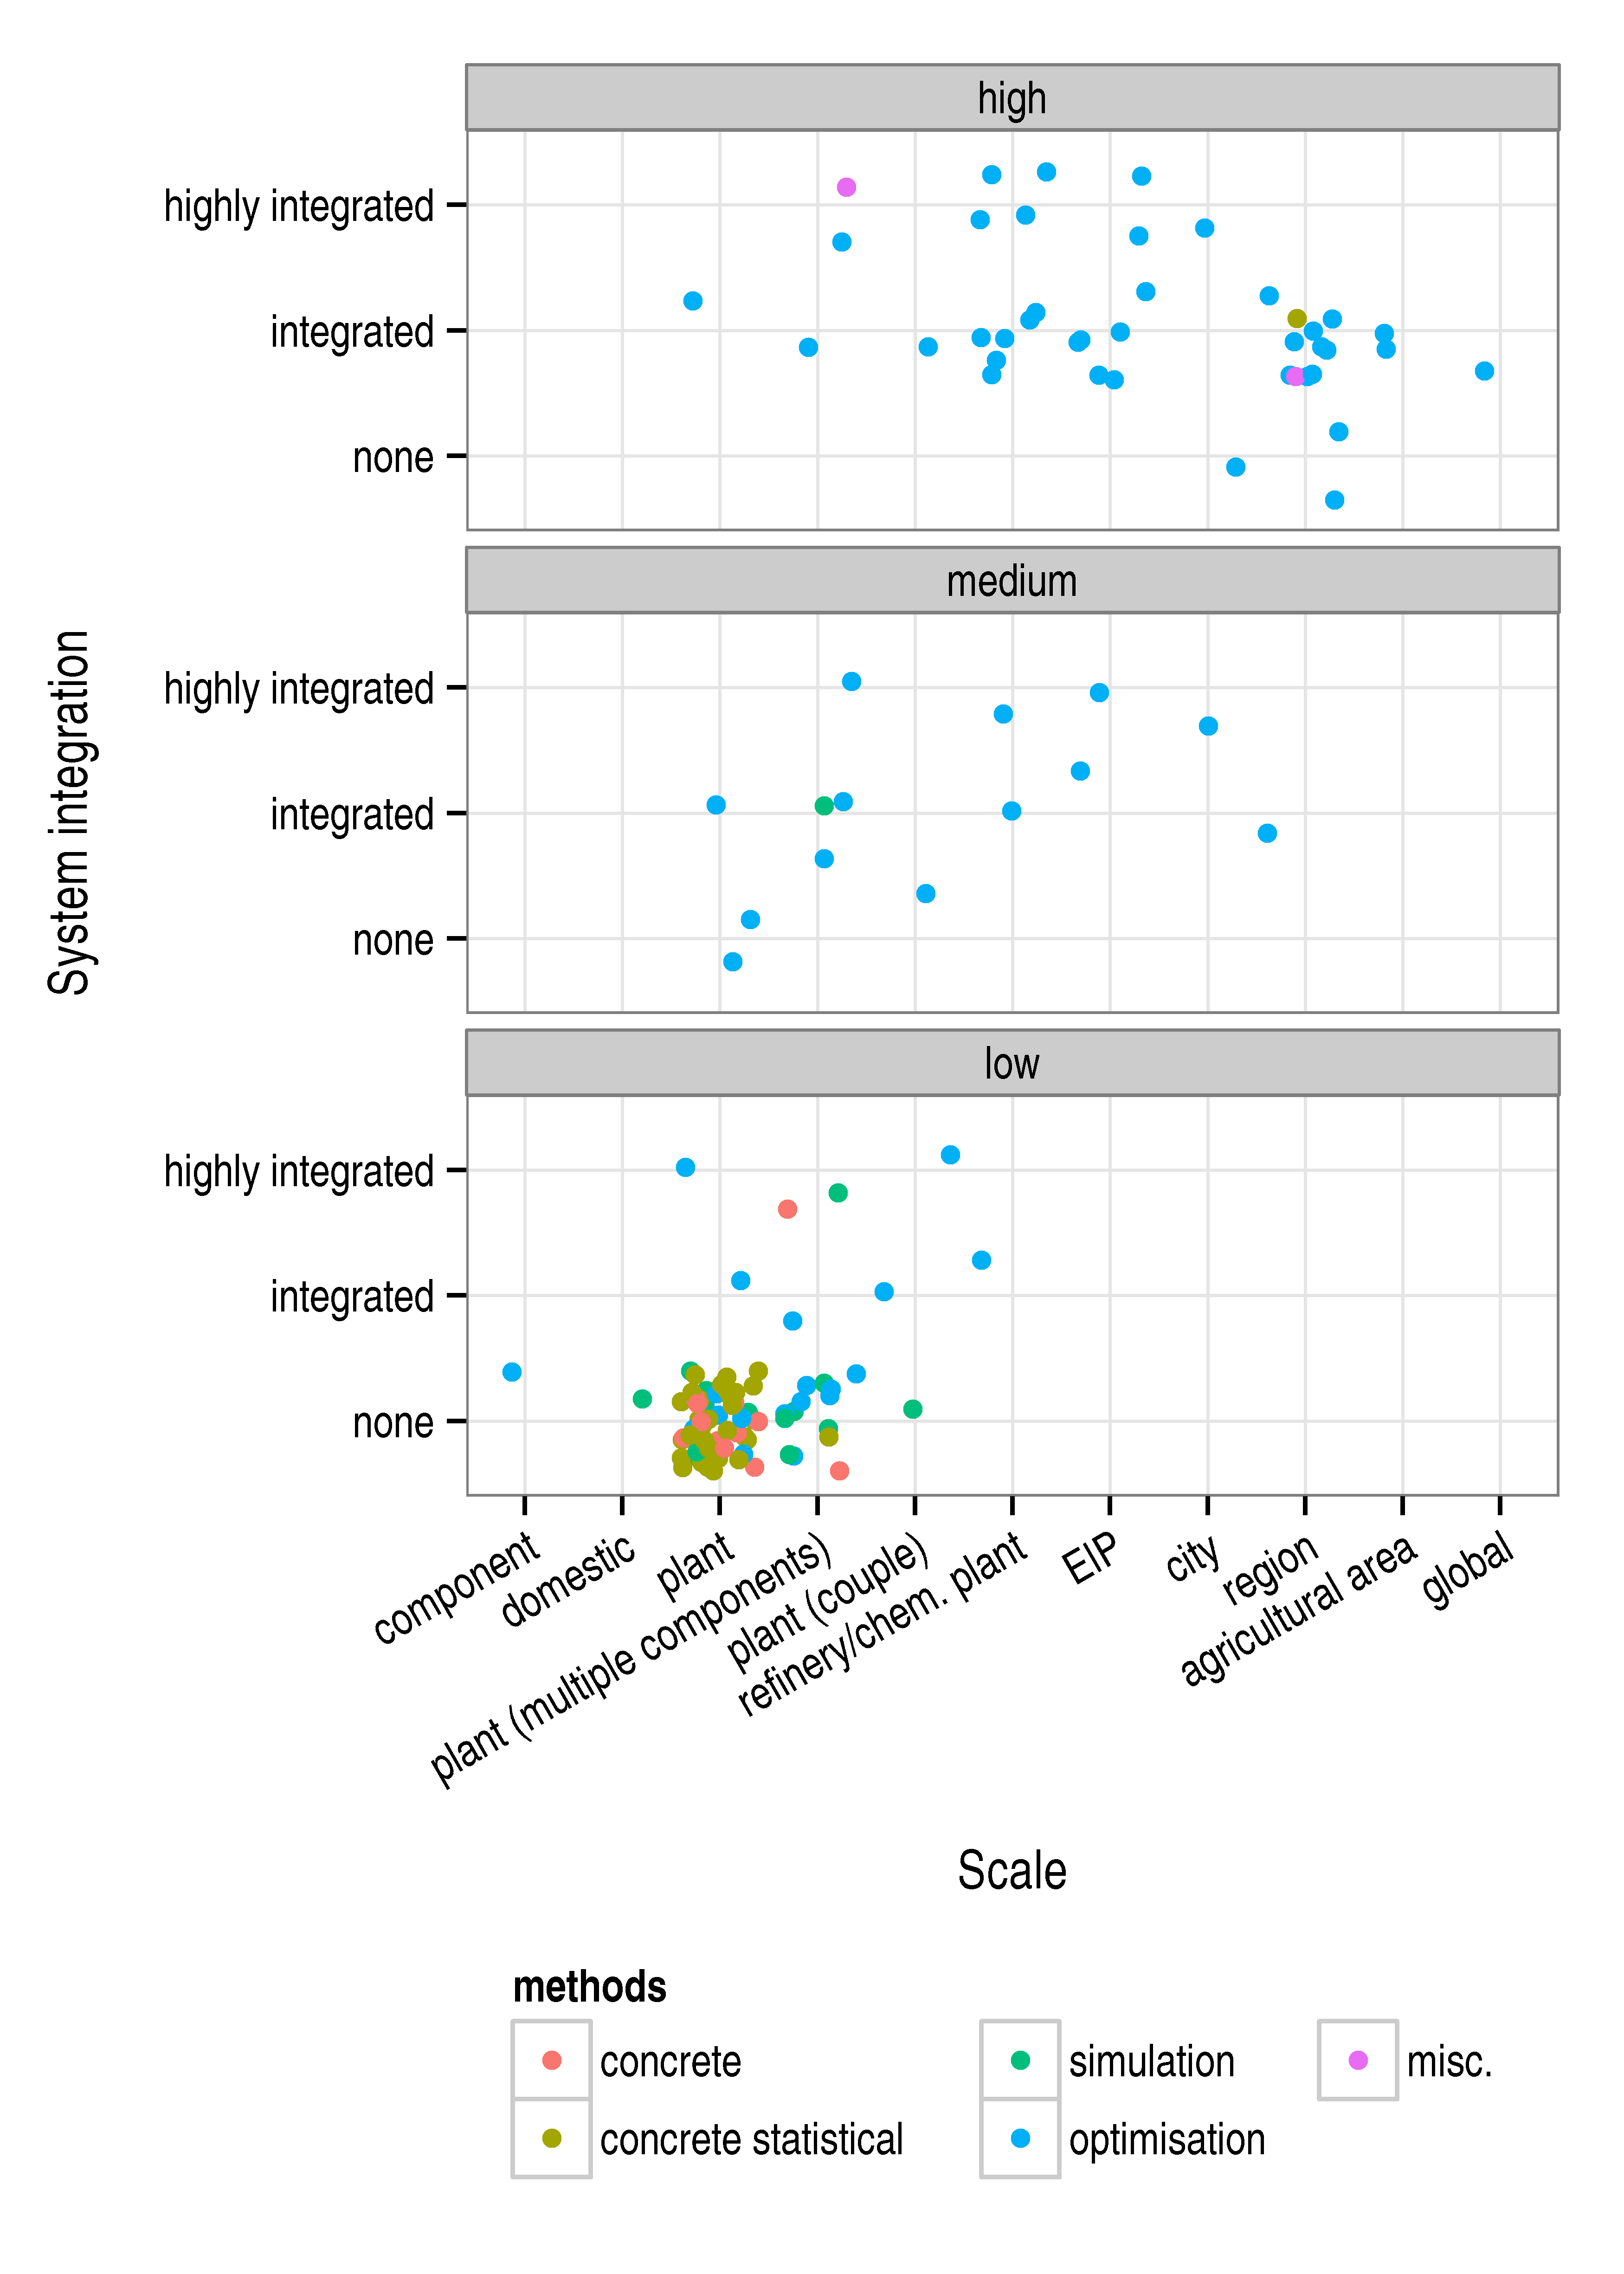 high
highly integrated
integrated
none
medium
highly integrated
integrated
none
low
highly integrated
integrated
none
System integration
component
domestic
plant
plant (multiple components)
plant (couple)
refinery/chem. plant
EIP
city
region
agricultural area
global
Scale
methods
concrete
simulation
misc.
concrete statistical
optimisation